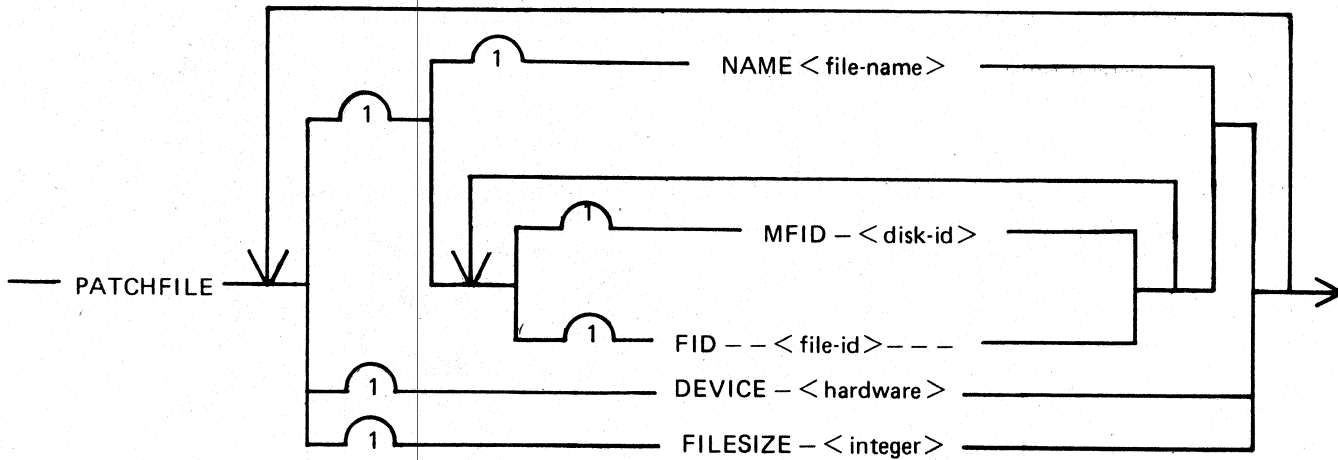 1
NAME < file-name >
1
1
MFID – < disk-id >
PATCHFILE
1
FID – – < file-id > – – –
1
DEVICE – < hardware >
1
FILESIZE – < integer >